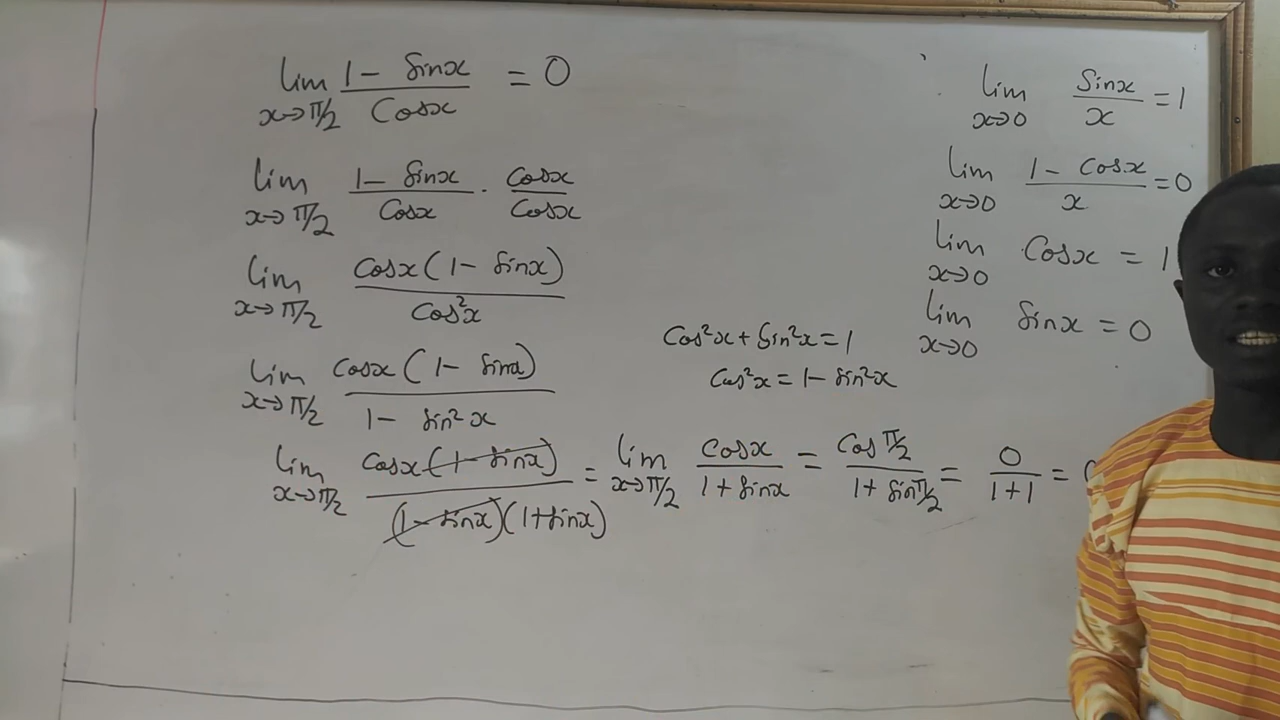 lim x→π/2 (1 - Sinx)/(Cosx) = 0
lim x→π/2 (1 - Sinx)/(Cosx) · (Cosx)/(Cosx)
lim x→π/2 (Cosx(1 - Sinx))/(Cos²x)
lim x→π/2 (Cosx(1 - Sinx))/(1 - Sin²x)
lim x→π/2 (Cosx(1 - Sinx))/((1 - Sinx)(1+Sinx)) = lim x→π/2 (Cosx)/(1 + Sinx) = (Cos π/2)/(1 + Sin π/2) = 0/(1+1) =
Cos²x + Sin²x = 1
Cos²x = 1 - Sin²x
lim x→0 (Sinx)/x = 1
lim x→0 (1 - Cosx)/x = 0
lim x→0 Cosx = 1
lim x→0 Sinx = 0